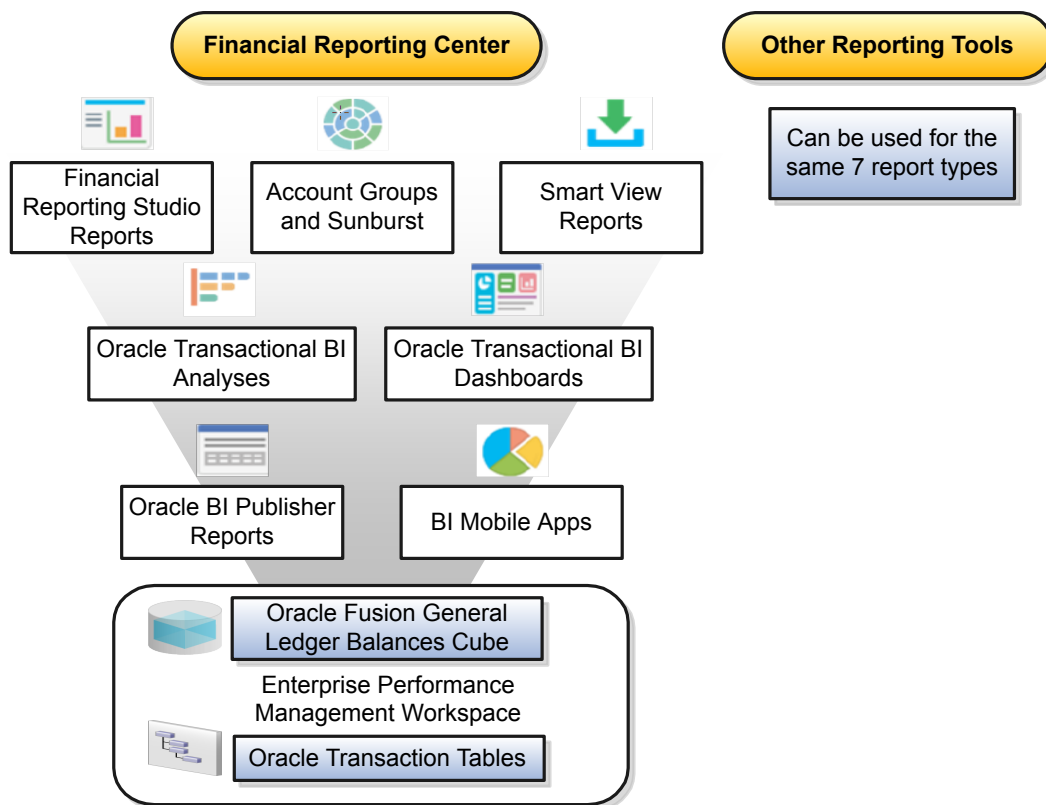 Financial Reporting Center
Other Reporting Tools
Can be used for the
same 7 report types
Financial
Reporting Studio
Reports
Account Groups
and Sunburst
Smart View
Reports
Oracle Transactional BI
Analyses
Oracle Transactional BI
Dashboards
Oracle BI Publisher
Reports
BI Mobile Apps
Oracle Fusion General
Ledger Balances Cube
Enterprise Performance
Management Workspace
Oracle Transaction Tables